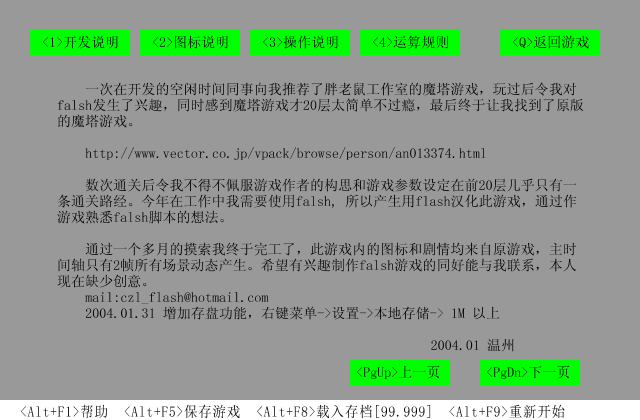 <1>开发说明 <2>图标说明 <3>操作说明 <4>运算规则 <Q>返回游戏
一次在开发的空闲时间同事向我推荐了胖老鼠工作室的魔塔游戏，玩过后令我对
falsh发生了兴趣，同时感到魔塔游戏才20层太简单不过瘾，最后终于让我找到了原版
的魔塔游戏。
http://www.vector.co.jp/vpack/browse/person/an013374.html
数次通关后令我不得不佩服游戏作者的构思和游戏参数设定在前20层几乎只有一
条通关路经。今年在工作中我需要使用falsh, 所以产生用flash汉化此游戏，通过作
游戏熟悉falsh脚本的想法。
通过一个多月的摸索我终于完工了，此游戏内的图标和剧情均来自原游戏，主时
间轴只有2帧所有场景动态产生。希望有兴趣制作falsh游戏的同好能与我联系，本人
现在缺少创意。
mail:czl_flash@hotmail.com
2004.01.31 增加存盘功能，右键菜单->设置->本地存储-> 1M 以上
2004.01 温州
<PgUp>上一页 <PgDn>下一页
<Alt+F1>帮助 <Alt+F5>保存游戏 <Alt+F8>载入存档[99.999] <Alt+F9>重新开始